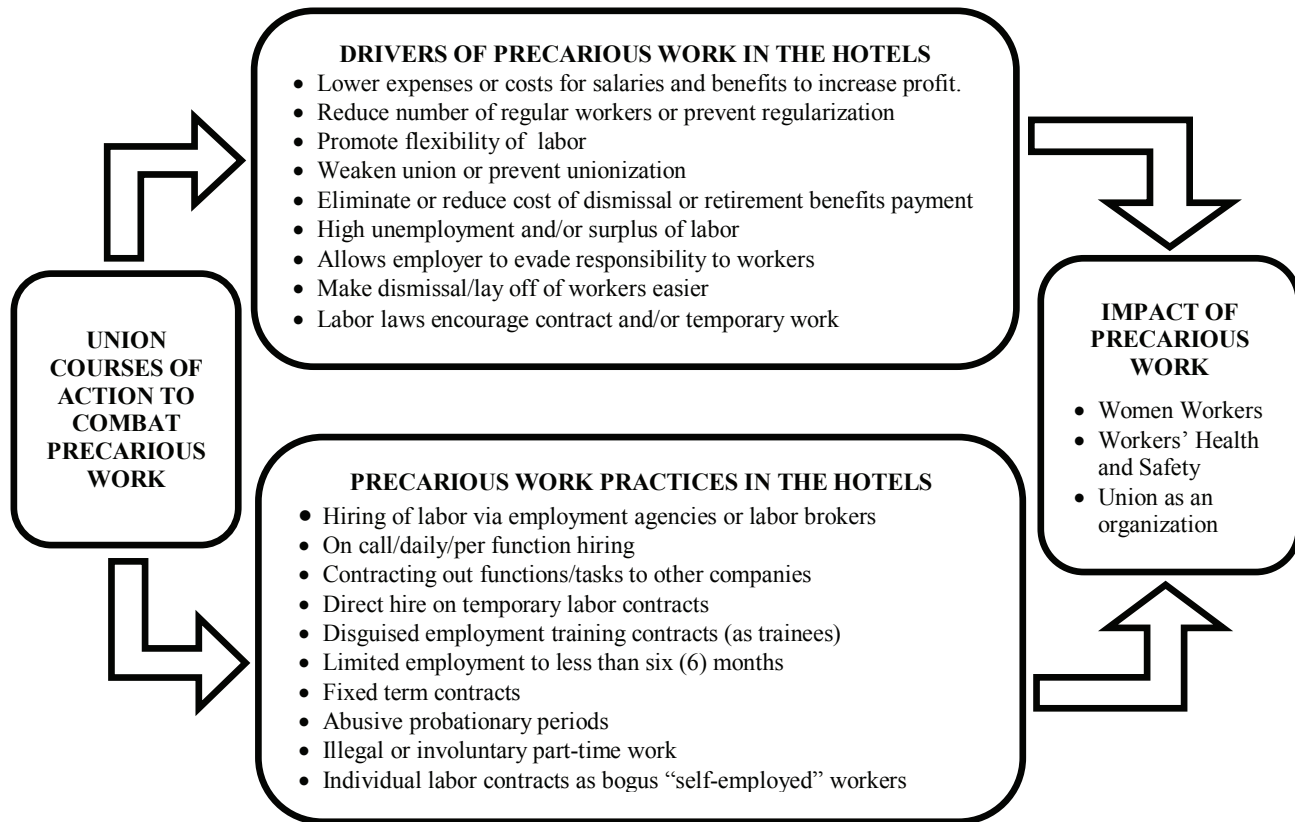 DRIVERS OF PRECARIOUS WORK IN THE HOTELS
• Lower expenses or costs for salaries and benefits to increase profit.
• Reduce number of regular workers or prevent regularization
• Promote flexibility of labor
• Weaken union or prevent unionization
• Eliminate or reduce cost of dismissal or retirement benefits payment
• High unemployment and/or surplus of labor
• Allows employer to evade responsibility to workers
• Make dismissal/lay off of workers easier
• Labor laws encourage contract and/or temporary work
UNION
COURSES OF
ACTION TO
COMBAT
PRECARIOUS
WORK
PRECARIOUS WORK PRACTICES IN THE HOTELS
• Hiring of labor via employment agencies or labor brokers
• On call/daily/per function hiring
• Contracting out functions/tasks to other companies
• Direct hire on temporary labor contracts
• Disguised employment training contracts (as trainees)
• Limited employment to less than six (6) months
• Fixed term contracts
• Abusive probationary periods
• Illegal or involuntary part-time work
• Individual labor contracts as bogus “self-employed” workers
IMPACT OF
PRECARIOUS
WORK
• Women Workers
• Workers’ Health
and Safety
• Union as an
organization